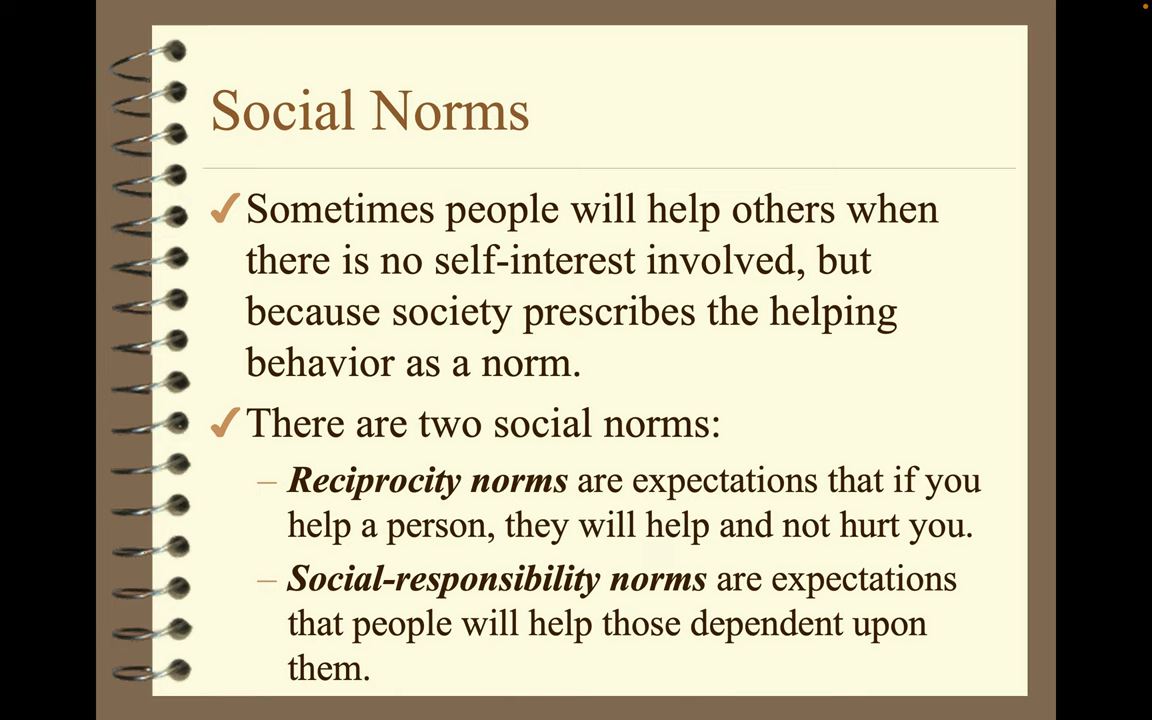 Social Norms
✓Sometimes people will help others when
there is no self-interest involved, but
because society prescribes the helping
behavior as a norm.
✓There are two social norms:
– Reciprocity norms are expectations that if you
help a person, they will help and not hurt you.
– Social-responsibility norms are expectations
that people will help those dependent upon
them.